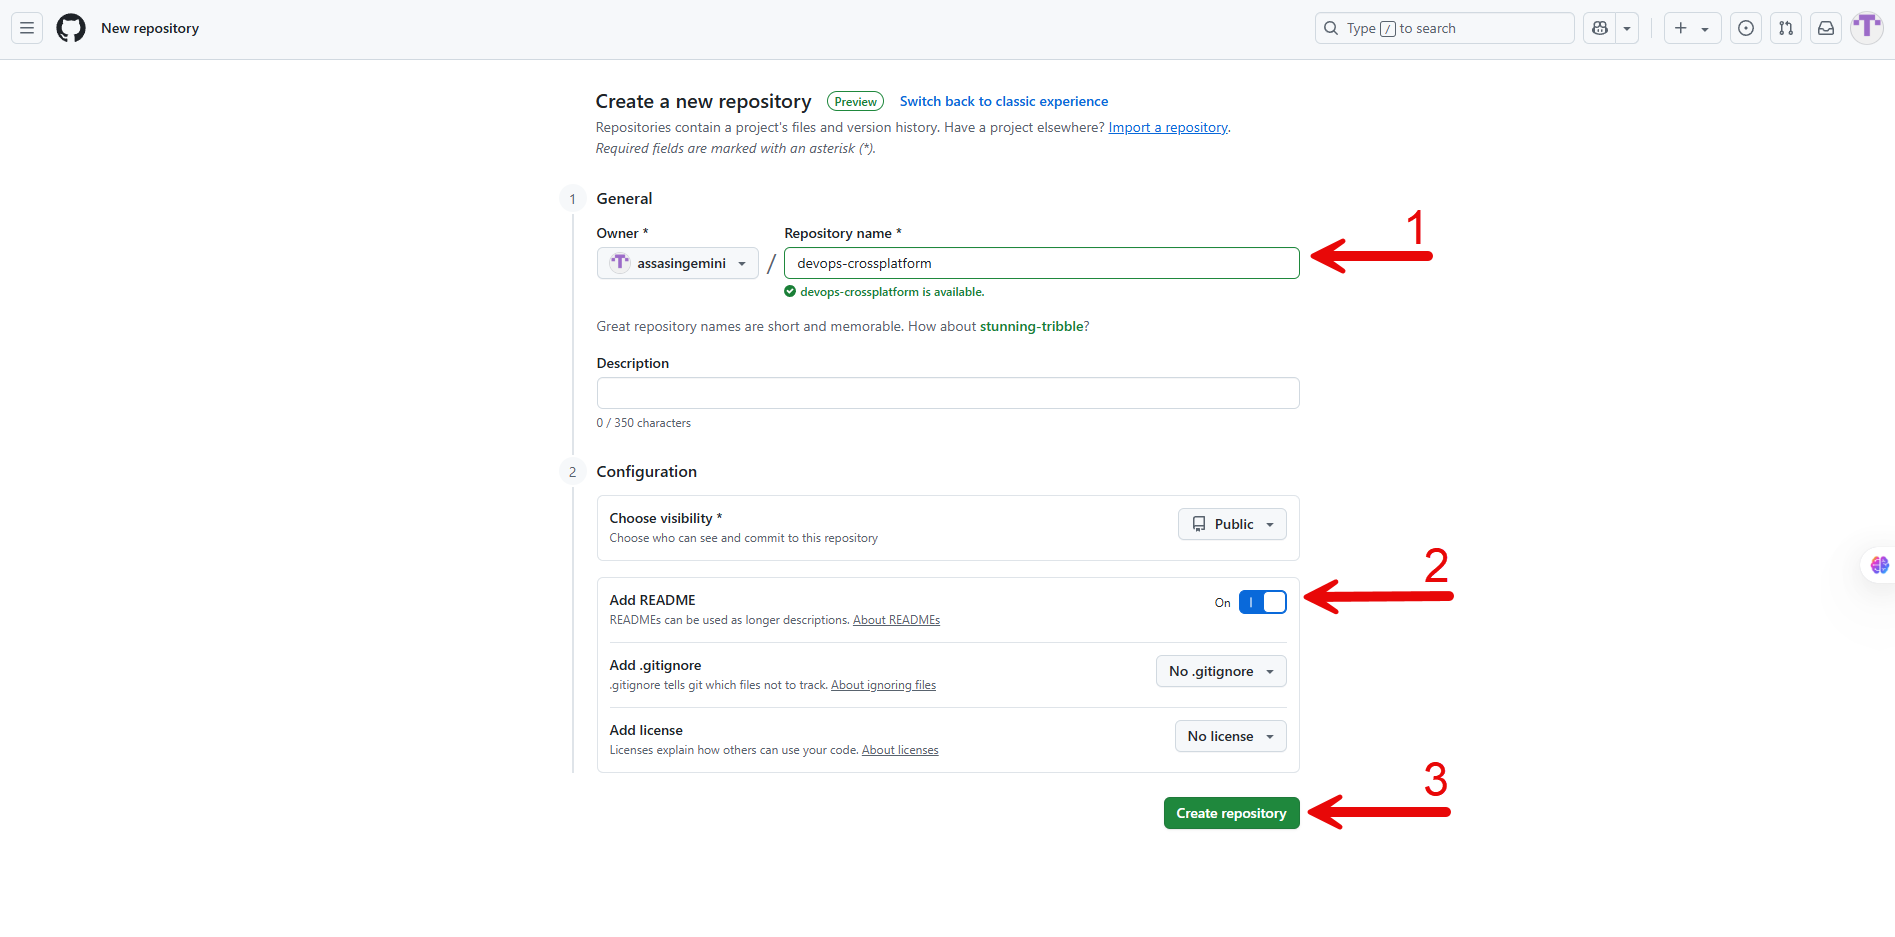 New repository
Type / to search
Create a new repository Preview Switch back to classic experience
Repositories contain a project's files and version history. Have a project elsewhere? Import a repository.
Required fields are marked with an asterisk (*).
1 General
Owner * Repository name *
assasingemini / devops-crossplatform
devops-crossplatform is available.
1
Great repository names are short and memorable. How about stunning-tribble?
Description
0 / 350 characters
2 Configuration
Choose visibility * Public
Choose who can see and commit to this repository
2
Add README On
READMEs can be used as longer descriptions. About READMEs
Add .gitignore No .gitignore
.gitignore tells git which files not to track. About ignoring files
Add license No license
Licenses explain how others can use your code. About licenses
3
Create repository